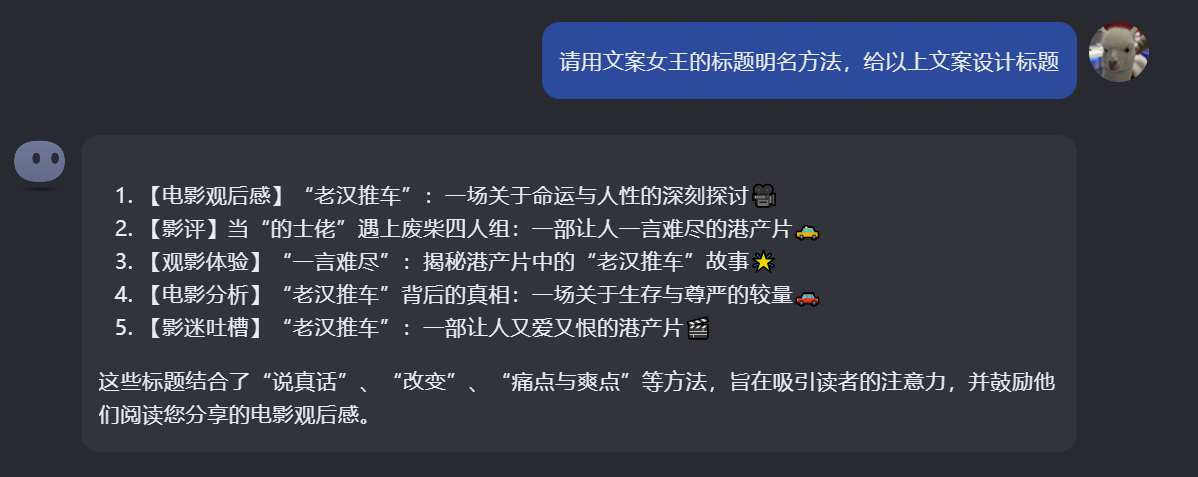 请用文案女王的标题明名方法，给以上文案设计标题
1. 【电影观后感】“老汉推车”：一场关于命运与人性的深刻探讨🎥
2. 【影评】当“的士佬”遇上废柴四人组：一部让人一言难尽的港产片🚕
3. 【观影体验】“一言难尽”：揭秘港产片中的“老汉推车”故事🌟
4. 【电影分析】“老汉推车”背后的真相：一场关于生存与尊严的较量🚗
5. 【影迷吐槽】“老汉推车”：一部让人又爱又恨的港产片🎬
这些标题结合了“说真话”、“改变”、“痛点与爽点”等方法，旨在吸引读者的注意力，并鼓励他
们阅读您分享的电影观后感。